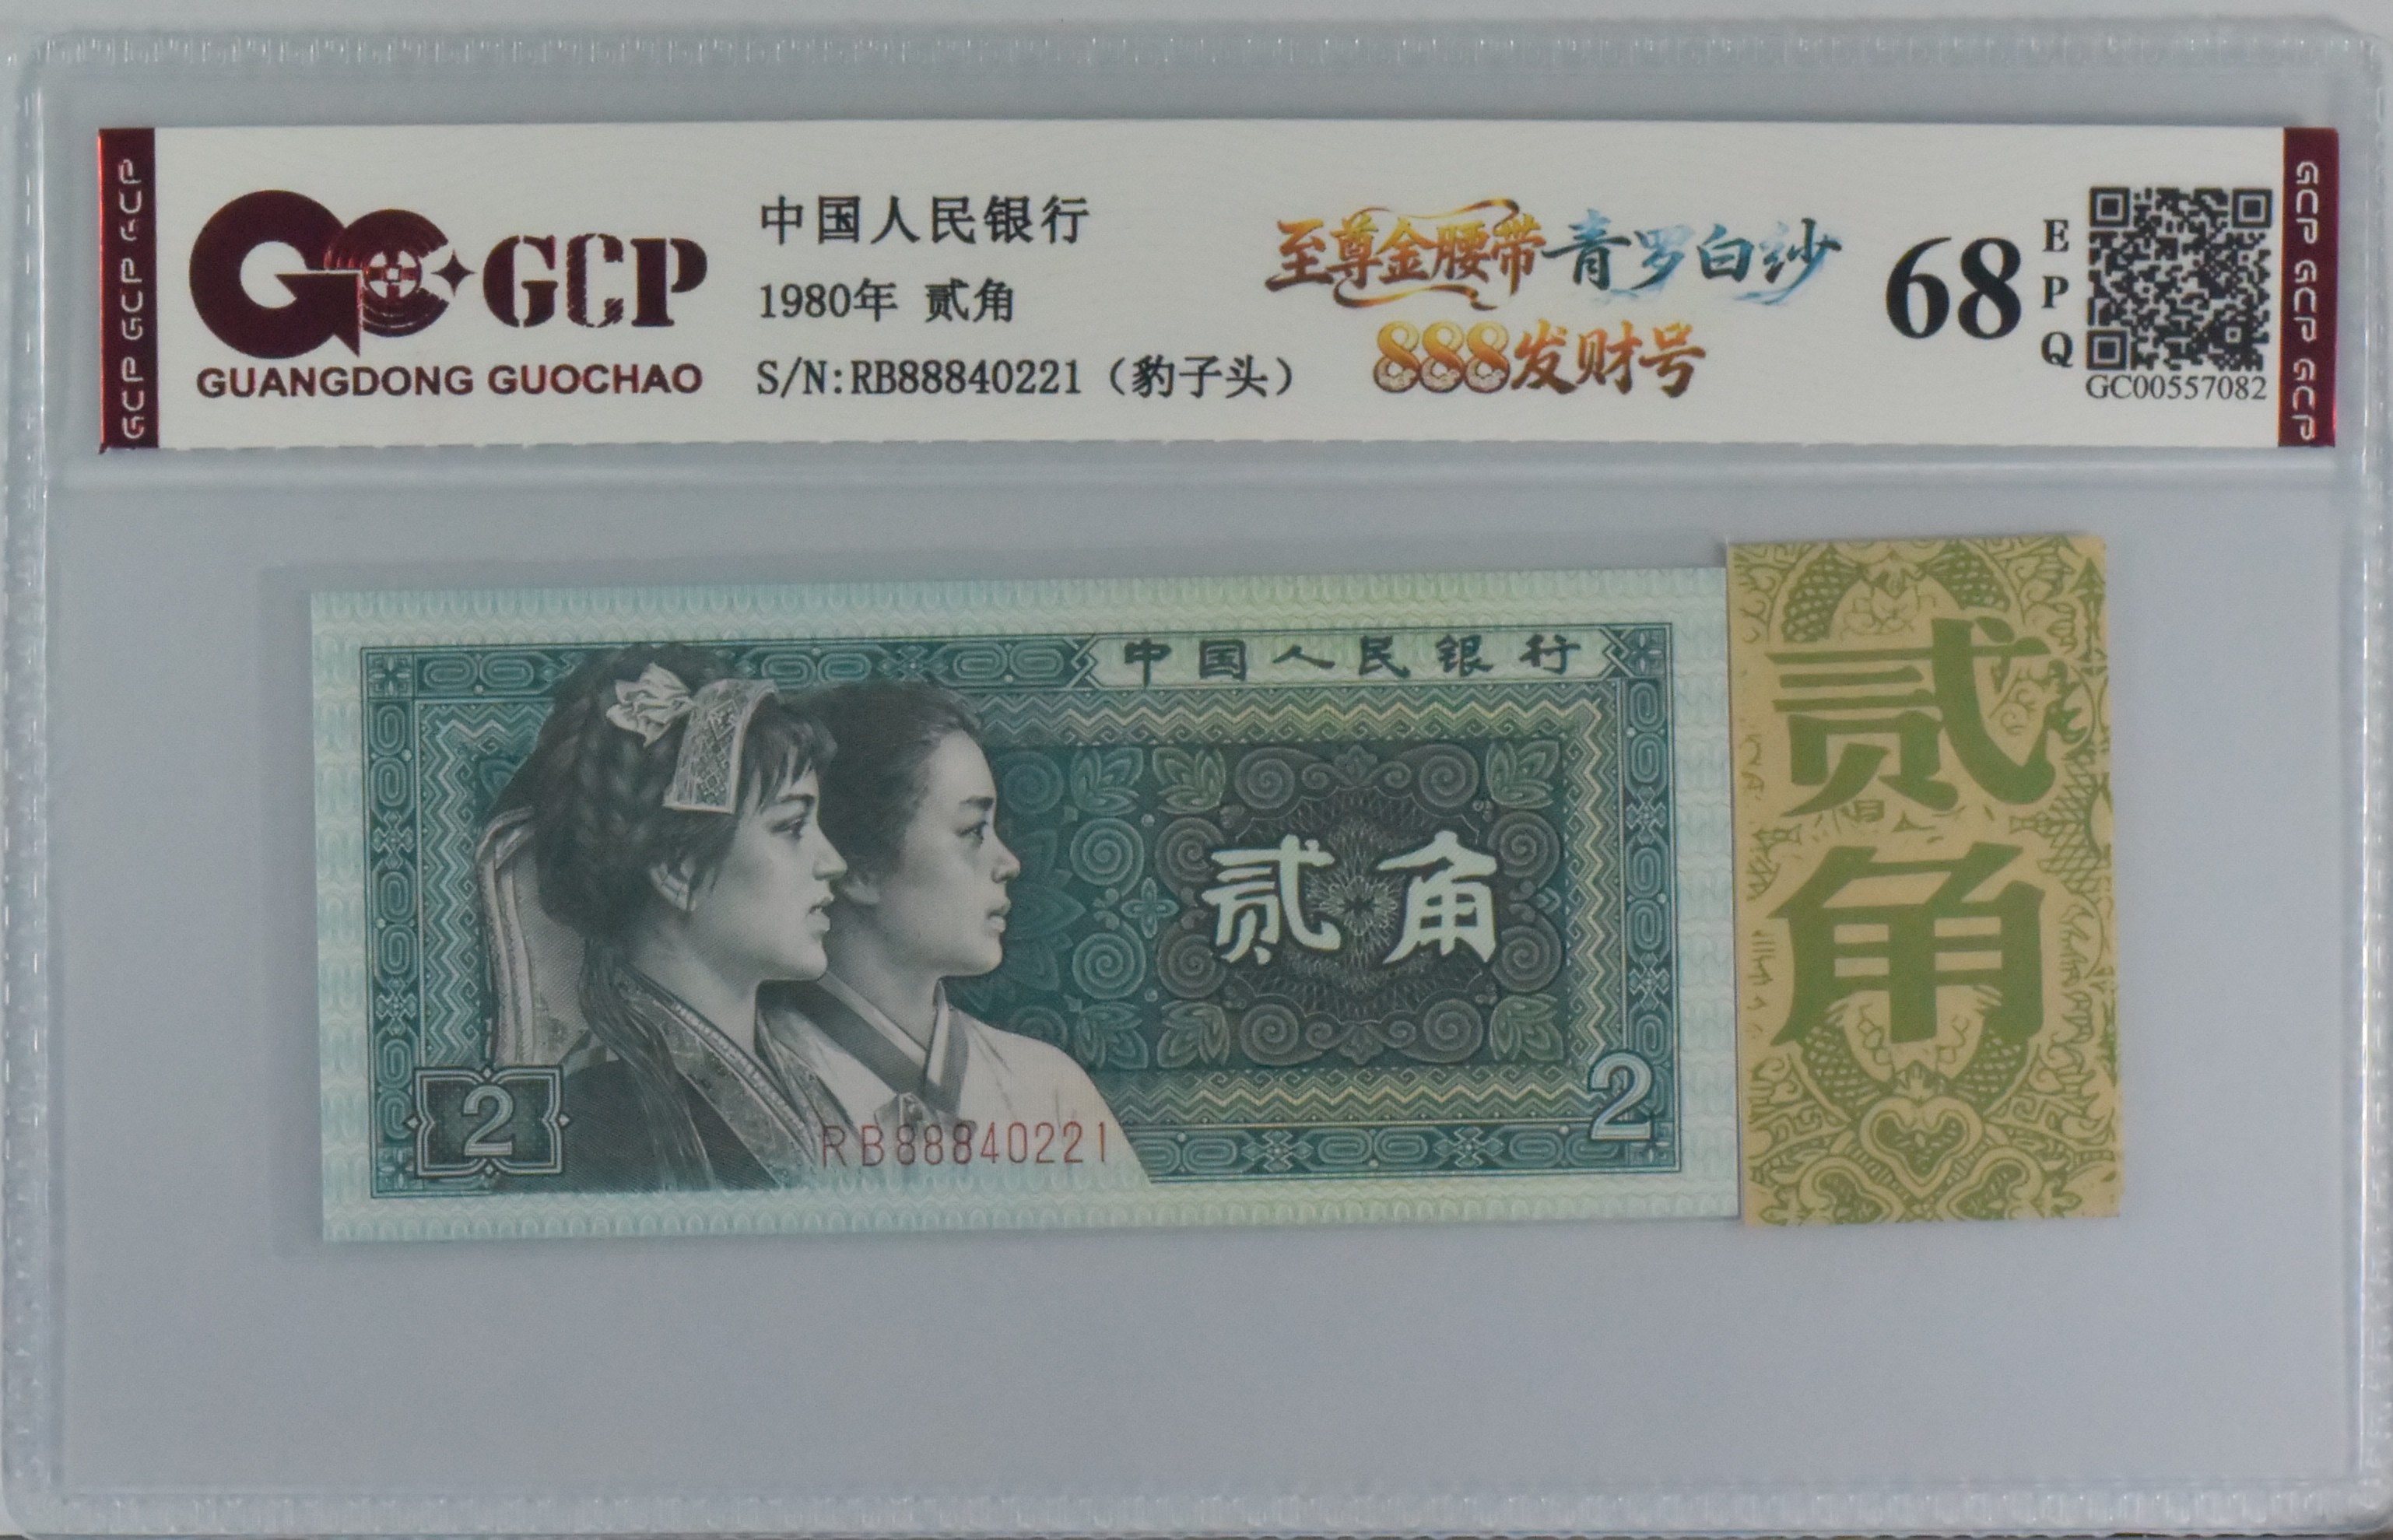 GCP
GUANGDONG GUOCHAO
中国人民银行
1980年 贰角
S/N:RB88840221（豹子头）
至尊金腰带 青罗白纱
888发财号
68
EPQ
GC00557082
GCP GCP GCP
GCP GCP GCP
中国人民银行
贰角
2
2
RB88840221
贰角